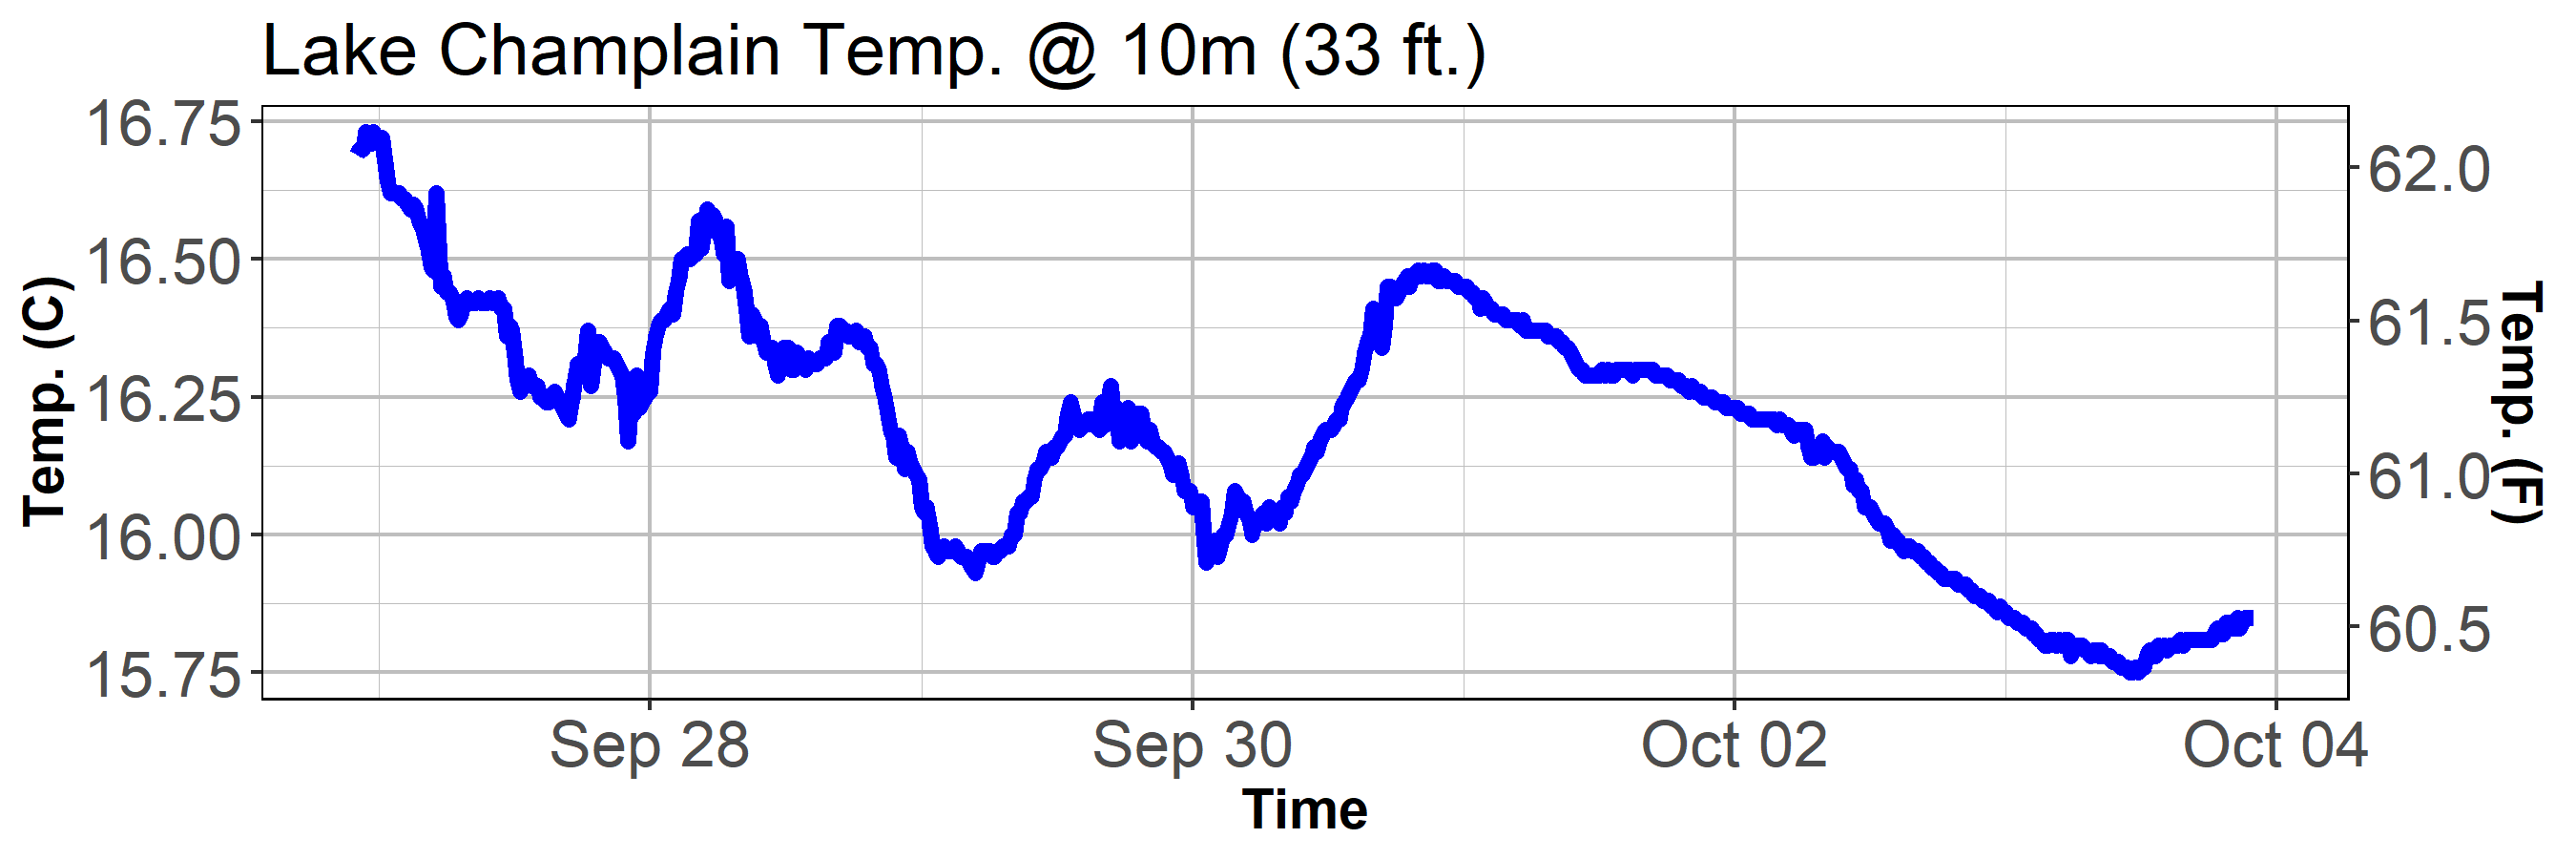 Lake Champlain Temp. @ 10m (33 ft.)
Temp. (C)
16.75
16.50
16.25
16.00
15.75
62.0
61.5
61.0
60.5
Temp. (F)
Sep 28 Sep 30 Oct 02 Oct 04
Time